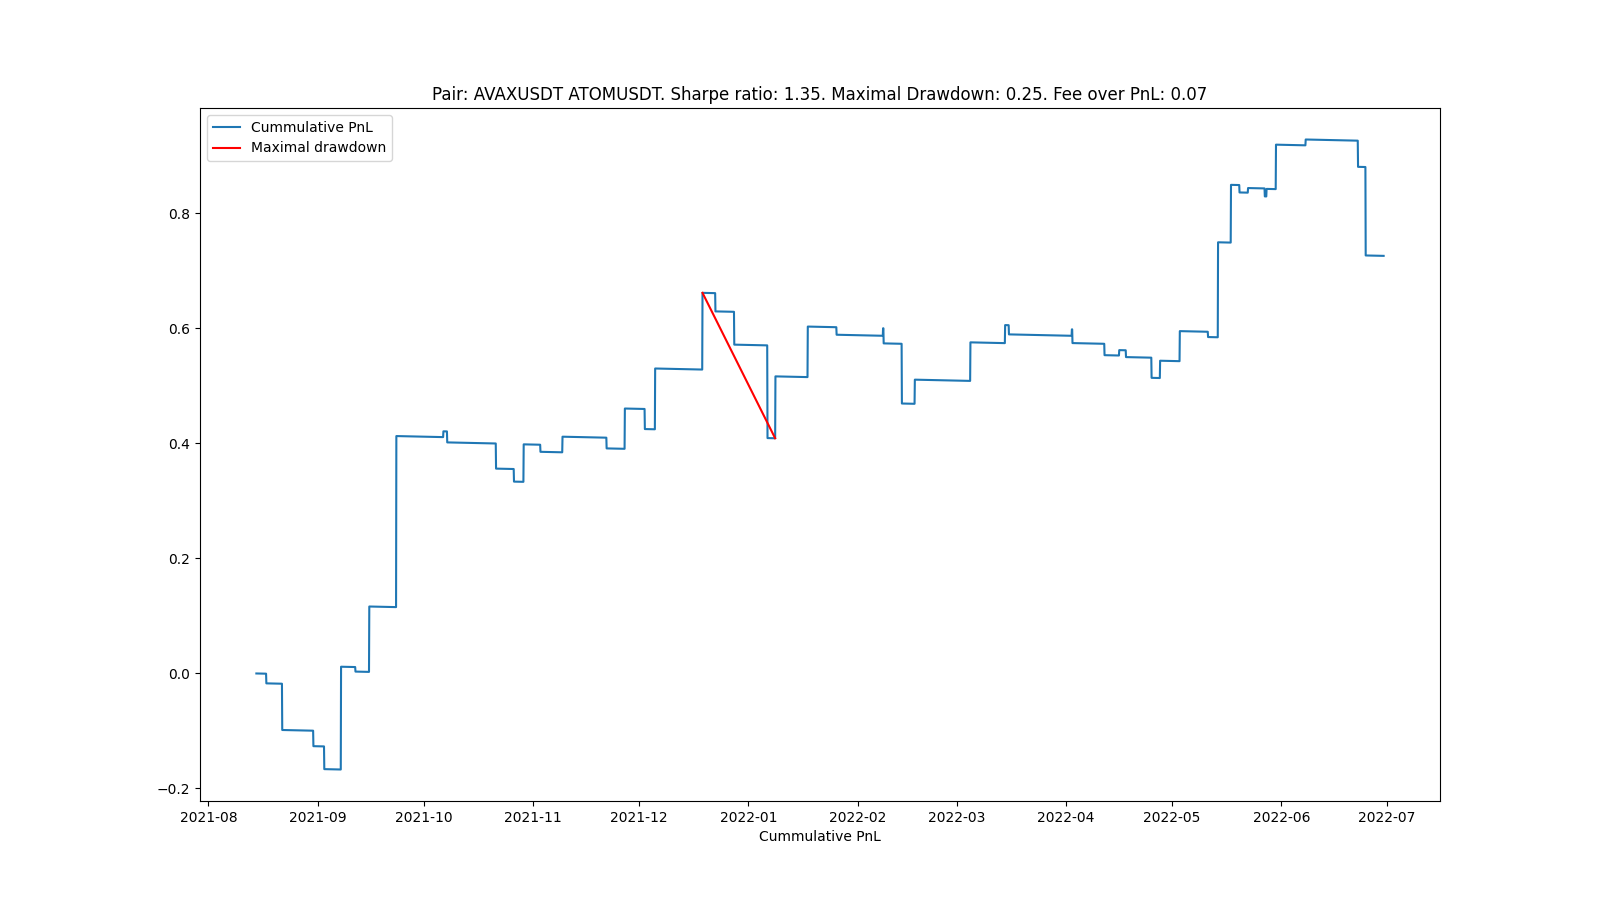 Pair: AVAXUSDT ATOMUSDT. Sharpe ratio: 1.35. Maximal Drawdown: 0.25. Fee over PnL: 0.07
Cummulative PnL
Maximal drawdown
0.8
0.6
0.4
0.2
0.0
−0.2
2021-08 2021-09 2021-10 2021-11 2021-12 2022-01 2022-02 2022-03 2022-04 2022-05 2022-06 2022-07
Cummulative PnL